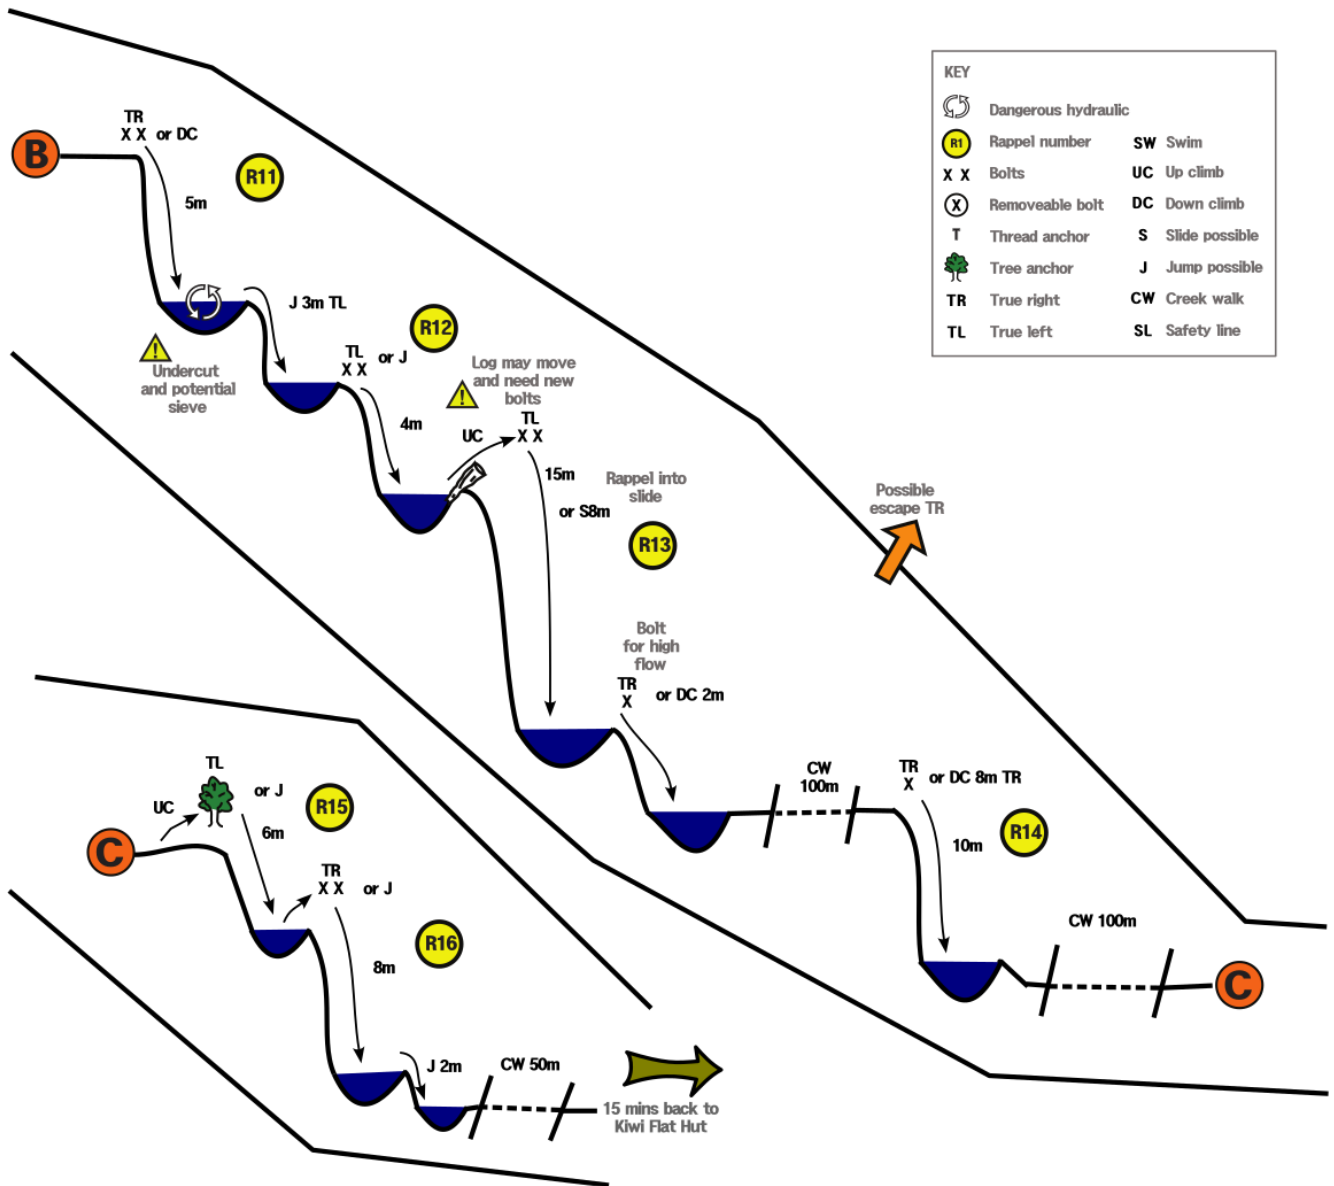 KEY
Dangerous hydraulic
R1 Rappel number
X X Bolts
X Removeable bolt
T Thread anchor
Tree anchor
TR True right
TL True left
SW Swim
UC Up climb
DC Down climb
S Slide possible
J Jump possible
CW Creek walk
SL Safety line
B
TR
X X or DC
R11
5m
J 3m TL
!
Undercut
and potential
sieve
R12
TL
X X or J
4m
Log may move
and need new
bolts
!
UC
TL
X X
15m
or S8m
Rappel into
slide
R13
Possible
escape TR
Bolt
for high
flow
TR
X or DC 2m
CW
100m
TR
X or DC 8m TR
R14
10m
CW 100m
C
C
UC
TL
or J
R15
6m
TR
X X or J
R16
8m
J 2m
CW 50m
15 mins back to
Kiwi Flat Hut